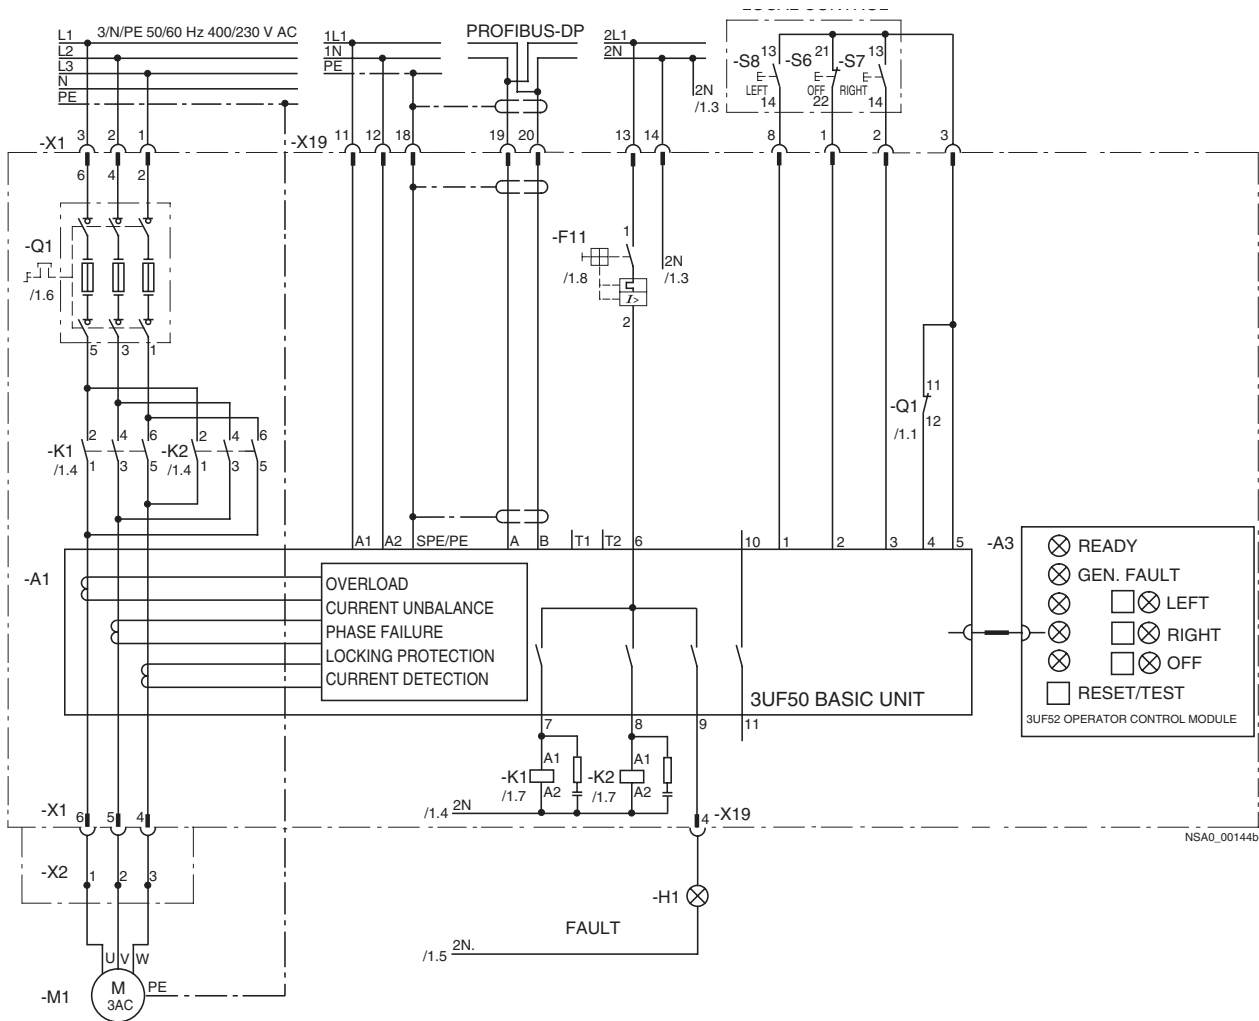 LOCAL CONTROL
L1 3/N/PE 50/60 Hz 400/230 V AC 1L1 PROFIBUS-DP 2L1
L2 1N 2N
L3 PE
N
PE
-S8 13 -S6 21 -S7 13
LEFT OFF RIGHT
14 22 14
2N
/1.3
-X1 3 2 1 -X19 11 12 18 19 20 13 14 8 1 2 3
6 4 2
-Q1
/1.6
-F11 1
/1.8
I>
2
2N
/1.3
5 3 1
-Q1 11
12
/1.1
2 4 6 2 4 6
-K1 -K2
/1.4 1 3 5 /1.4 1 3 5
A1 A2 SPE/PE A B T1 T2 6 10 1 2 3 4 5
-A1
OVERLOAD
CURRENT UNBALANCE
PHASE FAILURE
LOCKING PROTECTION
CURRENT DETECTION
3UF50 BASIC UNIT
-A3
READY
GEN. FAULT
LEFT
RIGHT
OFF
RESET/TEST
3UF52 OPERATOR CONTROL MODULE
7 8 9 11
A1 A1
-K1 -K2
/1.7 A2 /1.7 A2
/1.4 2N
-X1 6 5 4 4 -X19
NSA0_00144b
-X2 1 2 3
-H1
FAULT
/1.5 2N.
U V W
-M1 M PE
3AC